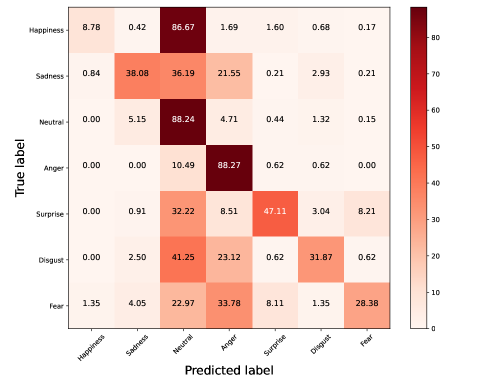 Happiness 8.78 0.42 86.67 1.69 1.60 0.68 0.17
Sadness 0.84 38.08 36.19 21.55 0.21 2.93 0.21
Neutral 0.00 5.15 88.24 4.71 0.44 1.32 0.15
Anger 0.00 0.00 10.49 88.27 0.62 0.62 0.00
Surprise 0.00 0.91 32.22 8.51 47.11 3.04 8.21
Disgust 0.00 2.50 41.25 23.12 0.62 31.87 0.62
Fear 1.35 4.05 22.97 33.78 8.11 1.35 28.38
Happiness Sadness Neutral Anger Surprise Disgust Fear
Predicted label
True label
80
70
60
50
40
30
20
10
0